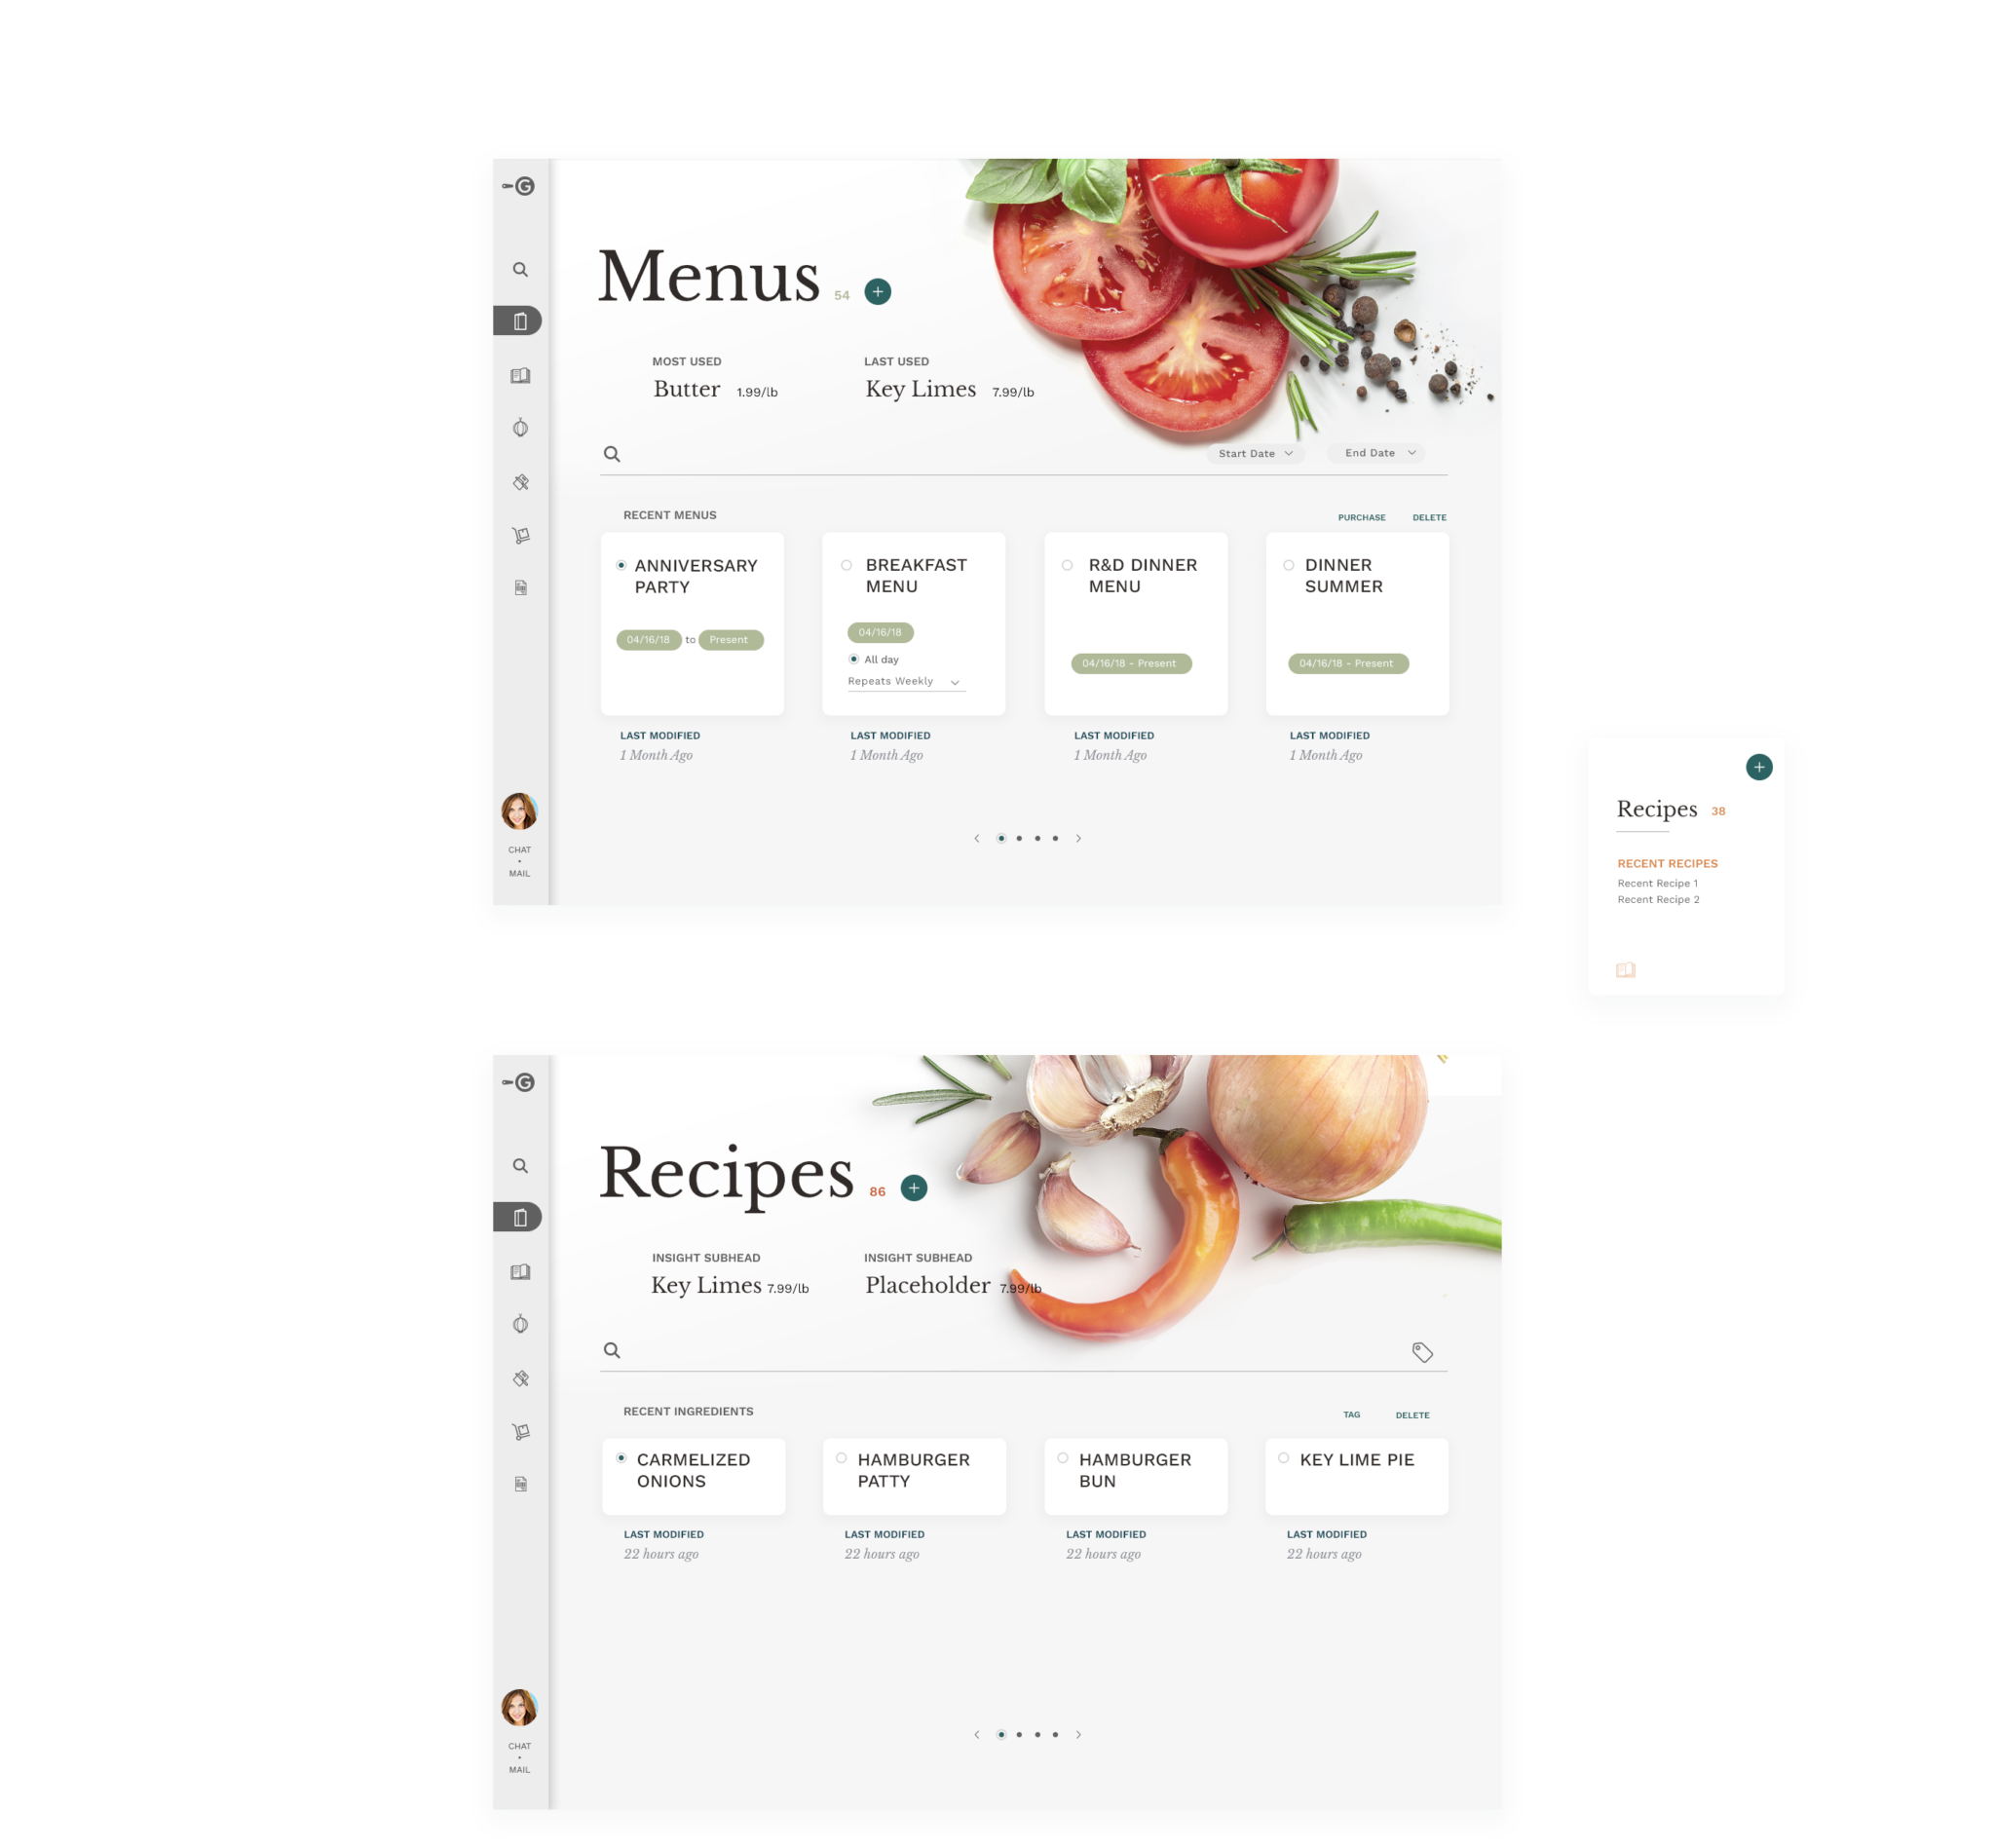 G
Menus 54 +
MOST USED
LAST USED
Butter 1.99/lb
Key Limes 7.99/lb
Start Date
End Date
RECENT MENUS
PURCHASE
DELETE
ANNIVERSARY
PARTY
04/16/18 to Present
BREAKFAST
MENU
04/16/18
All day
Repeats Weekly
R&D DINNER
MENU
04/16/18 - Present
DINNER
SUMMER
04/16/18 - Present
LAST MODIFIED
1 Month Ago
LAST MODIFIED
1 Month Ago
LAST MODIFIED
1 Month Ago
LAST MODIFIED
1 Month Ago
CHAT
•
MAIL
+
Recipes 38
RECENT RECIPES
Recent Recipe 1
Recent Recipe 2
G
Recipes 86 +
INSIGHT SUBHEAD
INSIGHT SUBHEAD
Key Limes 7.99/lb
Placeholder 7.99/lb
RECENT INGREDIENTS
TAG
DELETE
CARMELIZED
ONIONS
HAMBURGER
PATTY
HAMBURGER
BUN
KEY LIME PIE
LAST MODIFIED
22 hours ago
LAST MODIFIED
22 hours ago
LAST MODIFIED
22 hours ago
LAST MODIFIED
22 hours ago
CHAT
•
MAIL